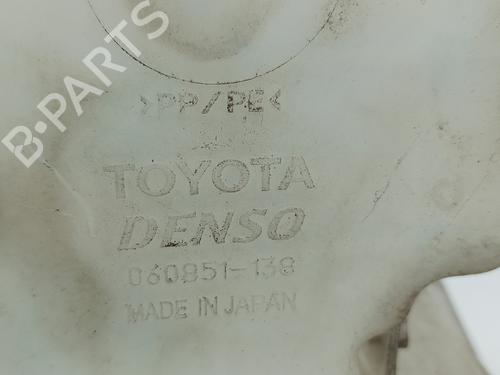 B-PARTS
>PP/PE<
TOYOTA
DENSO
060851-138
MADE IN JAPAN